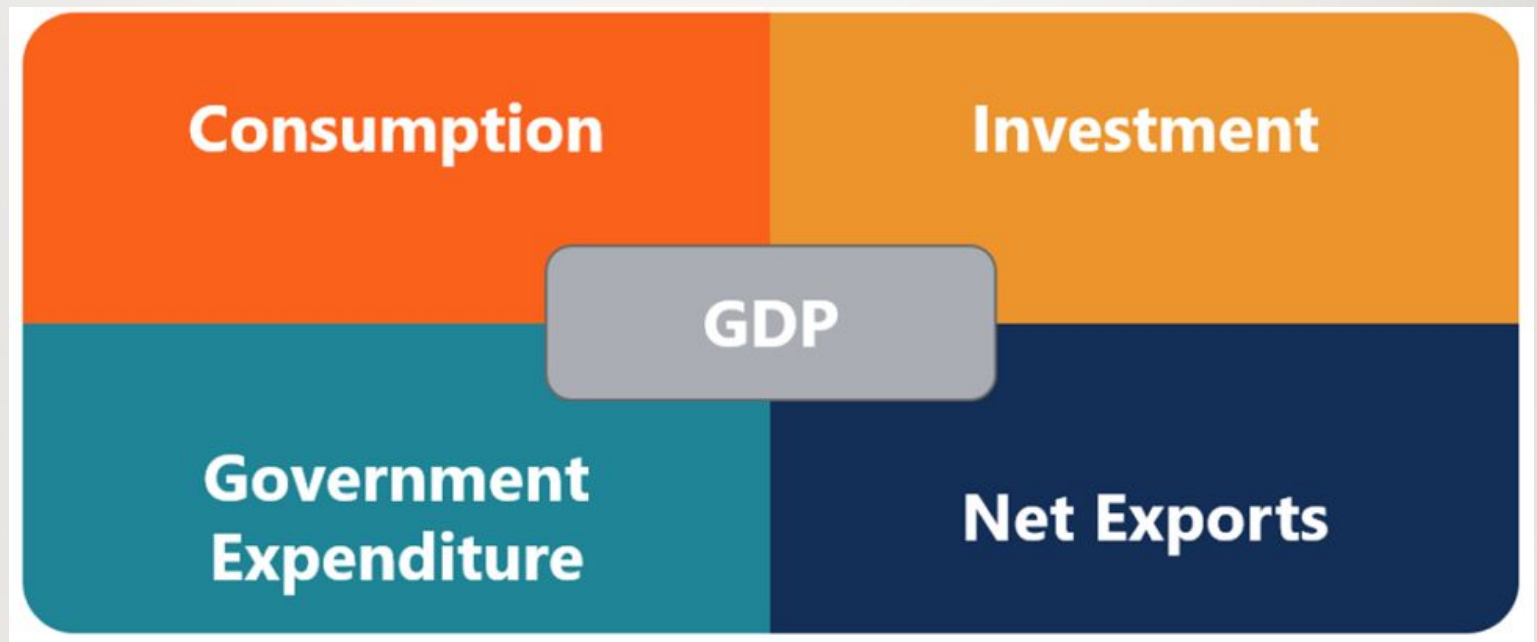 Consumption
Investment
GDP
Government
Expenditure
Net Exports